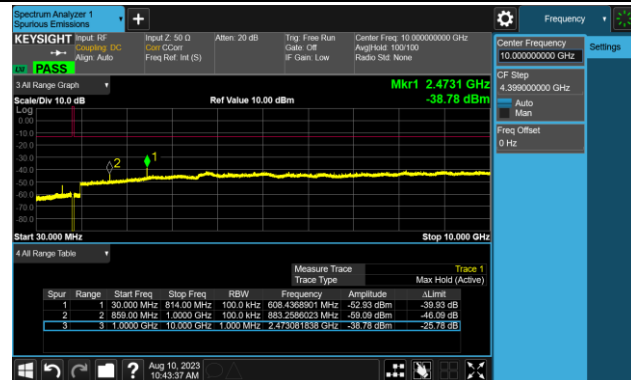 Spectrum Analyzer 1
Spurious Emissions
Frequency
KEYSIGHT
Input: RF
Coupling: DC
Align: Auto
Input Z: 50 Ω
Corr CCorr
Freq Ref: Int (S)
Atten: 20 dB
Trig: Free Run
Gate: Off
IF Gain: Low
Center Freq: 10.000000000 GHz
Avg|Hold: 100/100
Radio Std: None
PASS
Center Frequency
10.000000000 GHz
Settings
CF Step
4.399000000 GHz
Auto
Man
Freq Offset
0 Hz
3 All Range Graph
Mkr1 2.4731 GHz
-38.78 dBm
Scale/Div 10.0 dB
Ref Value 10.00 dBm
Log
0.00
-10.0
-20.0
-30.0
-40.0
-50.0
-60.0
-70.0
-80.0
2
1
Start 30.000 MHz
Stop 10.000 GHz
4 All Range Table
Measure Trace Trace 1
Trace Type Max Hold (Active)
Spur Range Start Freq Stop Freq RBW Frequency Amplitude ΔLimit
1 1 30.000 MHz 814.00 MHz 100.0 kHz 608.4368901 MHz -52.93 dBm -39.93 dB
2 2 859.00 MHz 1.0000 GHz 100.0 kHz 883.2586023 MHz -59.09 dBm -46.09 dB
3 3 1.0000 GHz 10.000 GHz 1.000 MHz 2.473081838 GHz -38.78 dBm -25.78 dB
Aug 10, 2023
10:43:37 AM